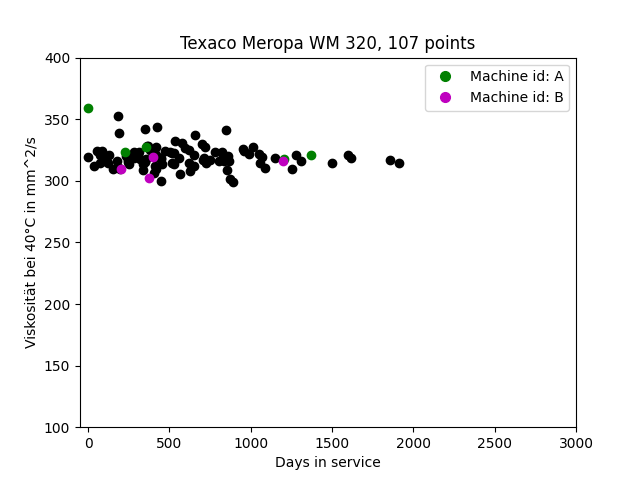 Texaco Meropa WM 320, 107 points
Machine id: A
Machine id: B
400
350
300
250
200
150
100
Viskosität bei 40°C in mm^2/s
0 500 1000 1500 2000 2500 3000
Days in service